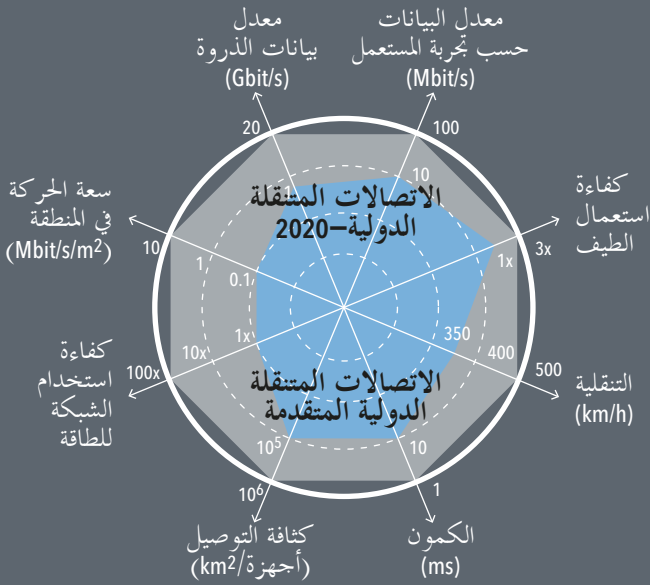 معدل البيانات
حسب تجربة المستعمل
(Mbit/s)
100
10
معدل
بيانات الذروة
(Gbit/s)
20
1
كفاءة
استعمال
الطيف
3x
1x
سعة الحركة
في المنطقة
(Mbit/s/m²)
10
1
0.1
الاتصالات المتنقلة
الدولية–2020
التنقلية
(km/h)
500
400
350
كفاءة
استخدام
الشبكة
للطاقة
100x
10x
1x
الاتصالات المتنقلة
الدولية المتقدمة
الكمون
(ms)
1
10
كثافة التوصيل
(أجهزة/km²)
10⁶
10⁵